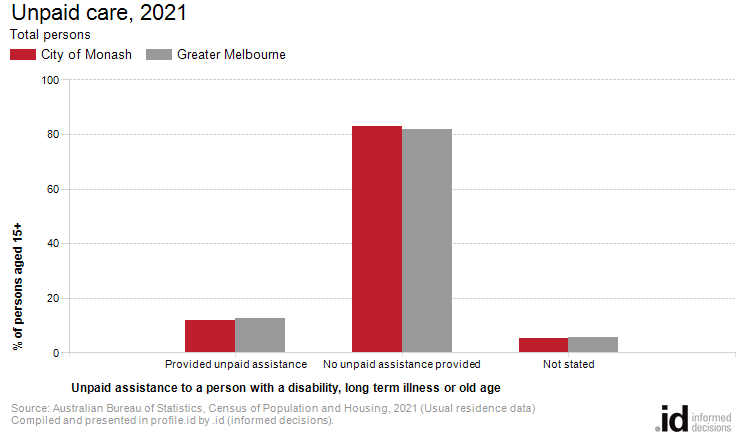 Unpaid care, 2021
Total persons
City of Monash Greater Melbourne
% of persons aged 15+
100
80
60
40
20
0
Provided unpaid assistance No unpaid assistance provided Not stated
Unpaid assistance to a person with a disability, long term illness or old age
Source: Australian Bureau of Statistics, Census of Population and Housing, 2021 (Usual residence data)
Compiled and presented in profile.id by .id (informed decisions).
.id informed
decisions